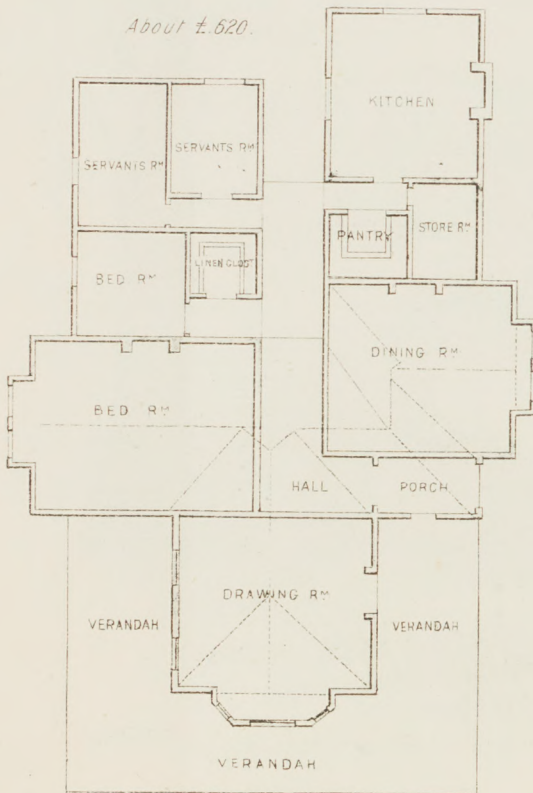 About £.620.
KITCHEN
SERVANTS RM
SERVANTS RM
PANTRY
STORE RM
LINEN CLOST
BED RM
DINING RM
BED RM
HALL
PORCH
DRAWING RM
VERANDAH
VERANDAH
VERANDAH